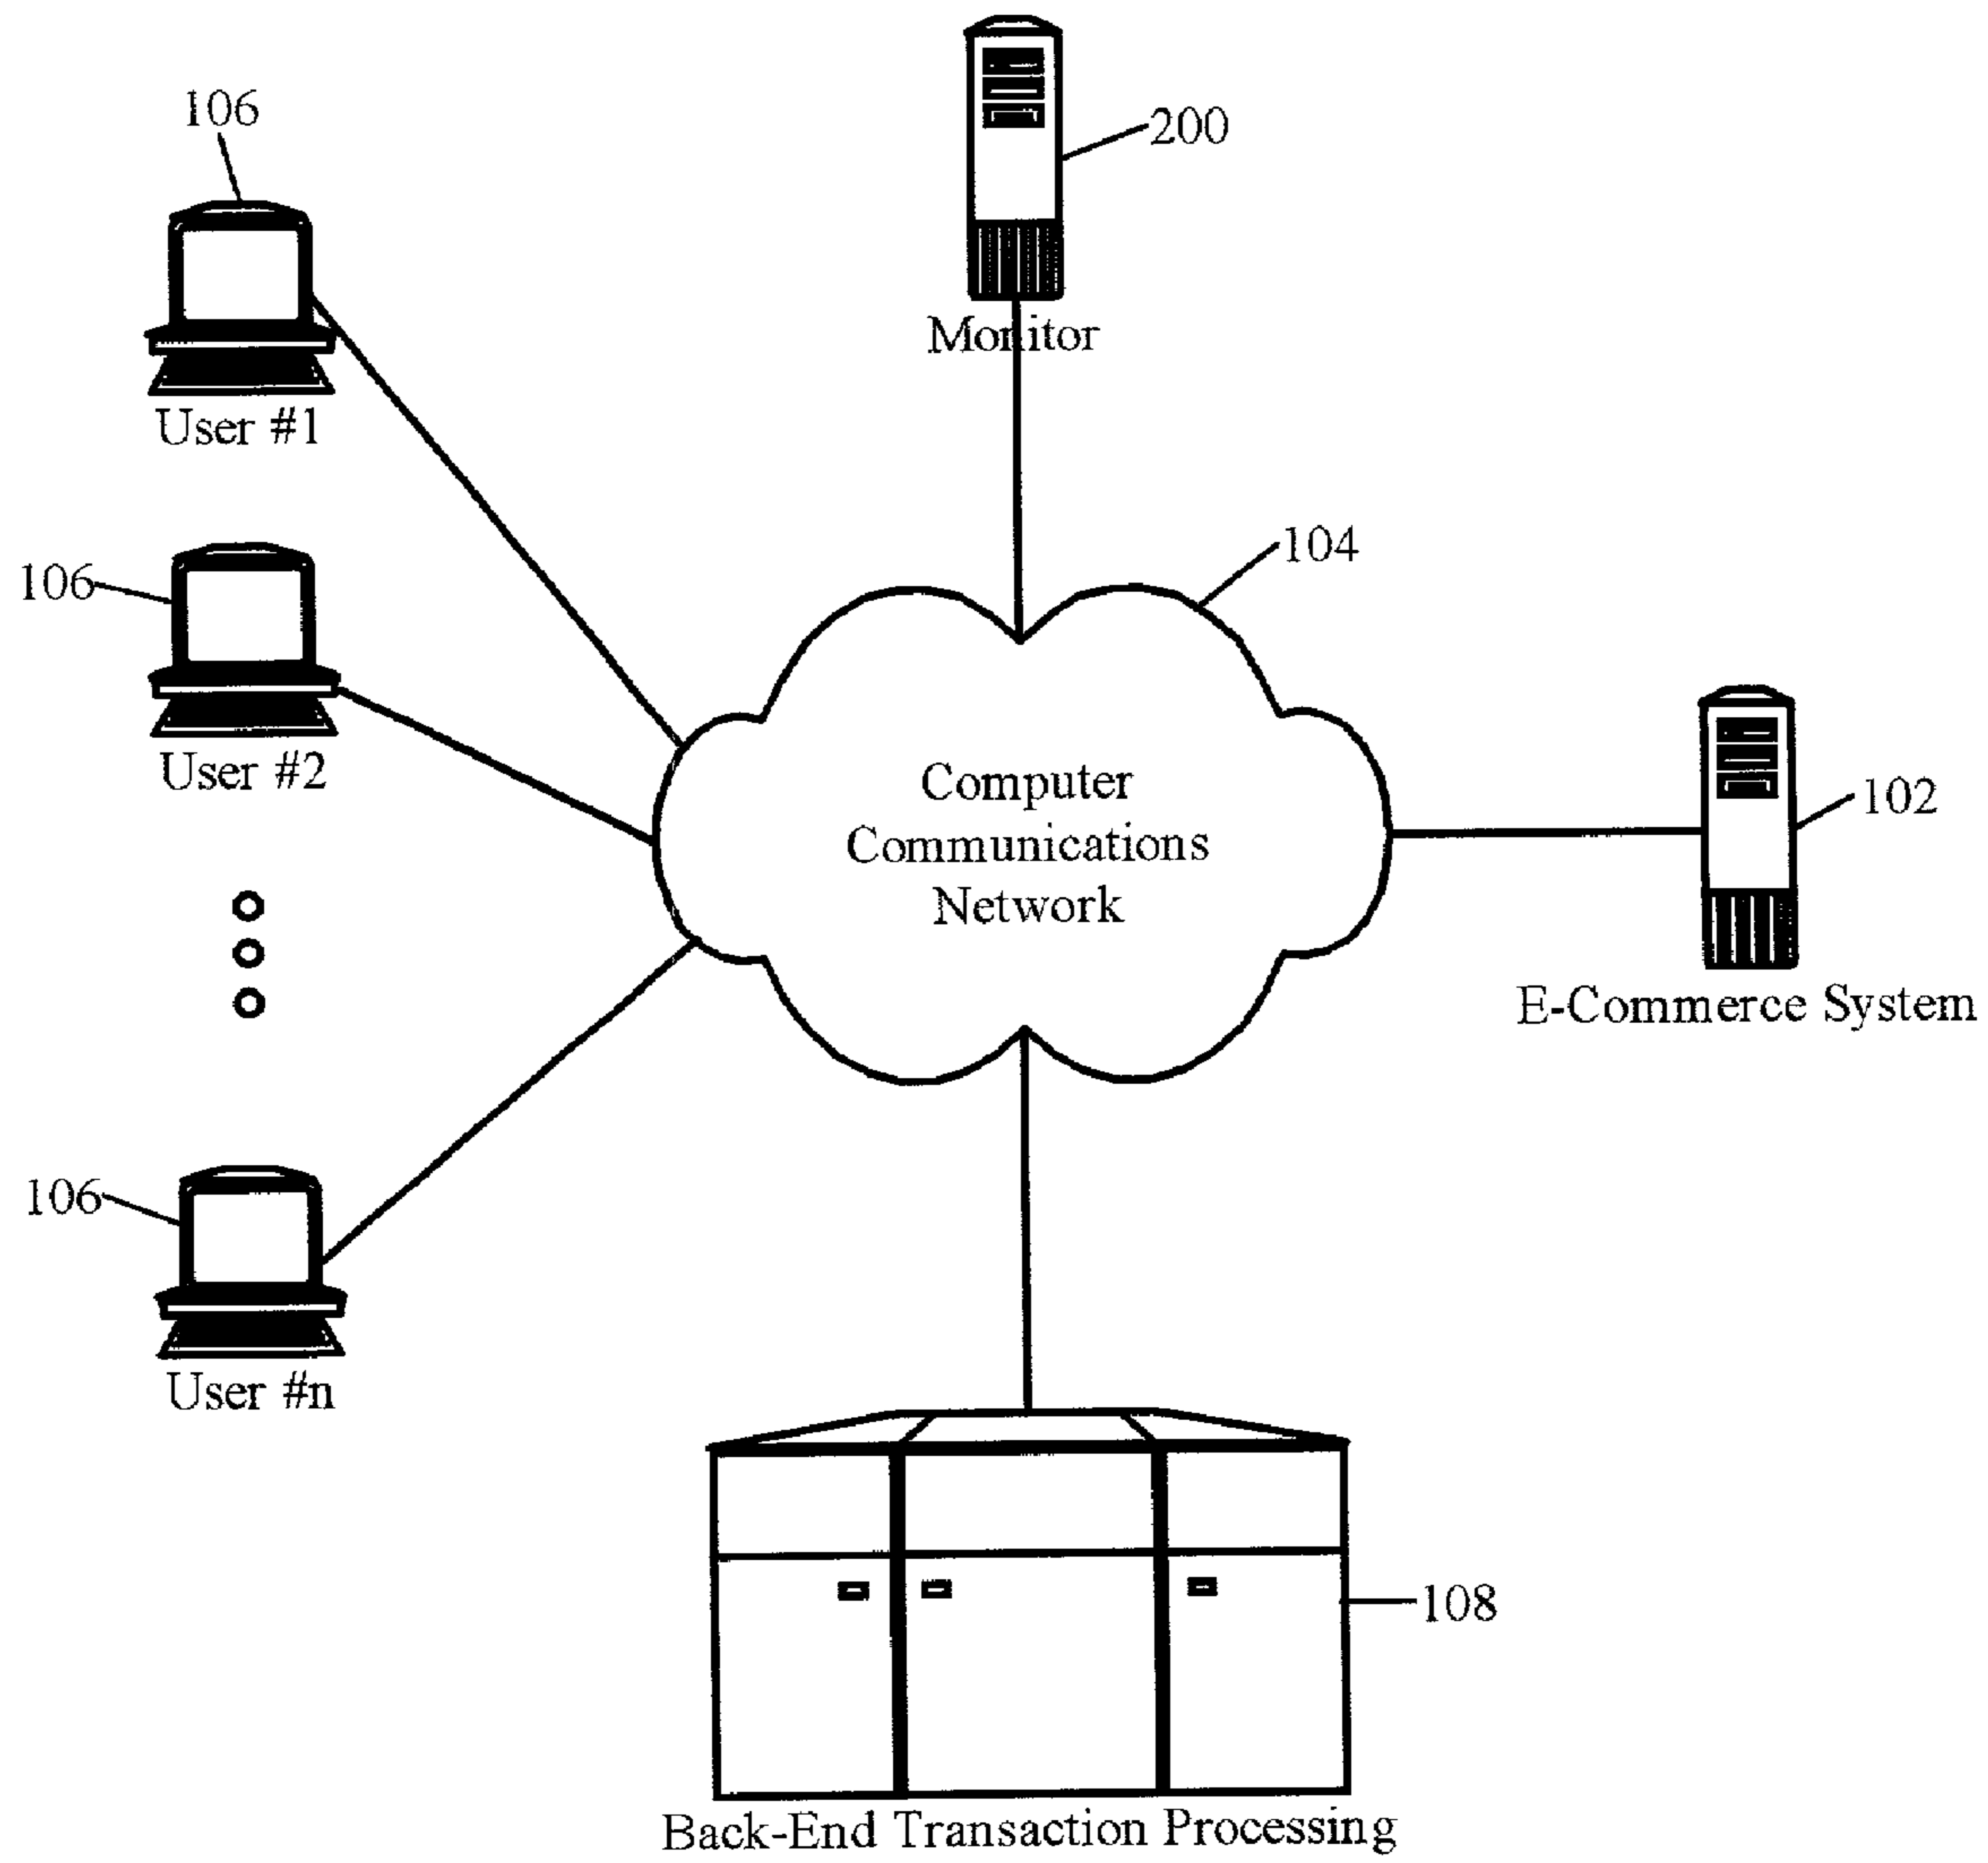 106
200
Monitor
User #1
104
106
User #2
Computer
Communications
Network
102
E-Commerce System
106
User #n
108
Back-End Transaction Processing